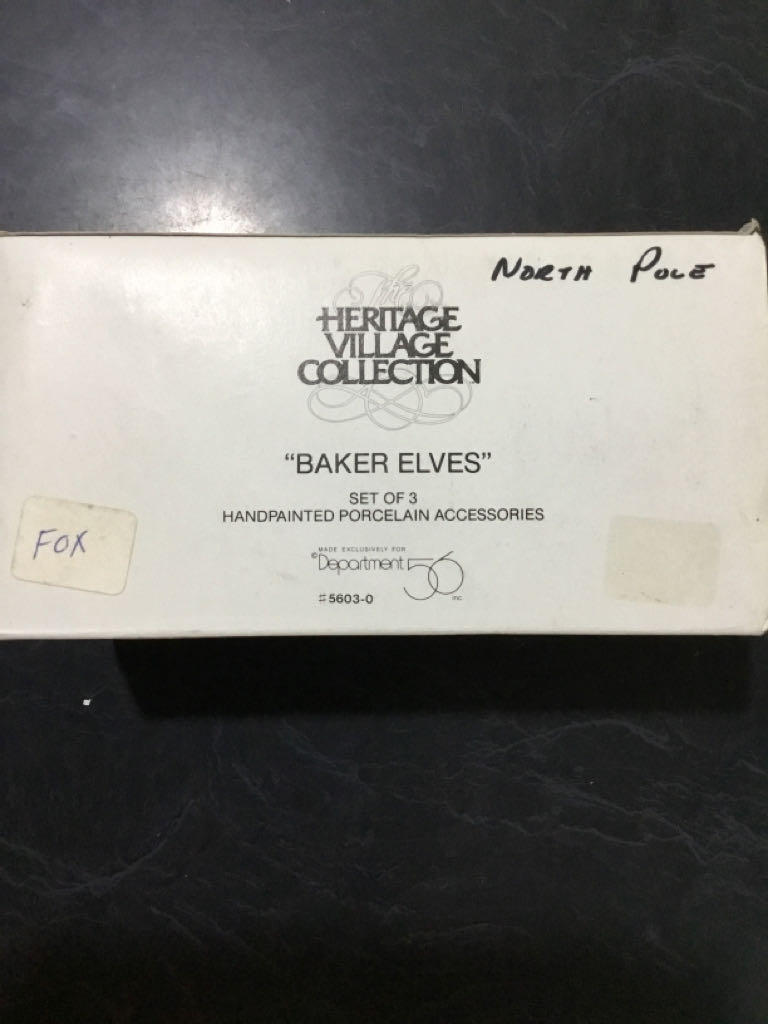 NORTH POLE
The
HERITAGE
VILLAGE
COLLECTION
“BAKER ELVES”
SET OF 3
HANDPAINTED PORCELAIN ACCESSORIES
FOX
MADE EXCLUSIVELY FOR
©Department 56 inc.
#5603-0